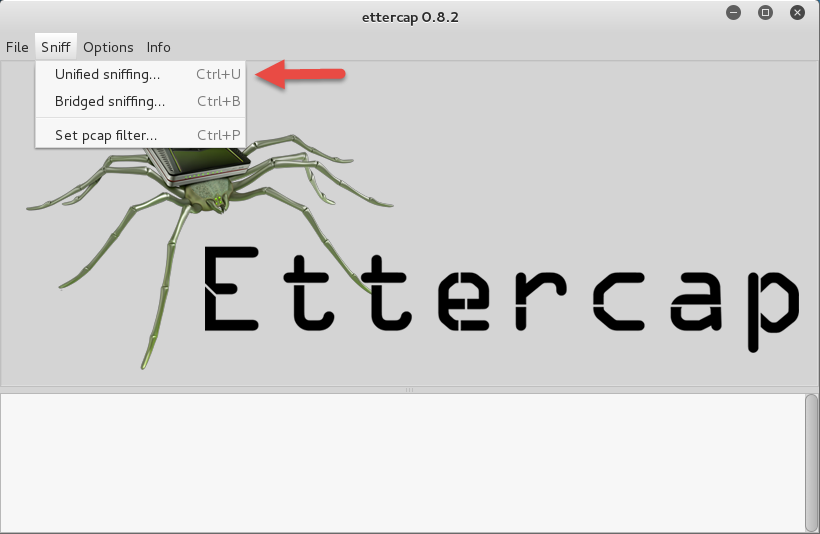 ettercap 0.8.2
File Sniff Options Info
Unified sniffing... Ctrl+U
Bridged sniffing... Ctrl+B
Set pcap filter... Ctrl+P
Ettercap